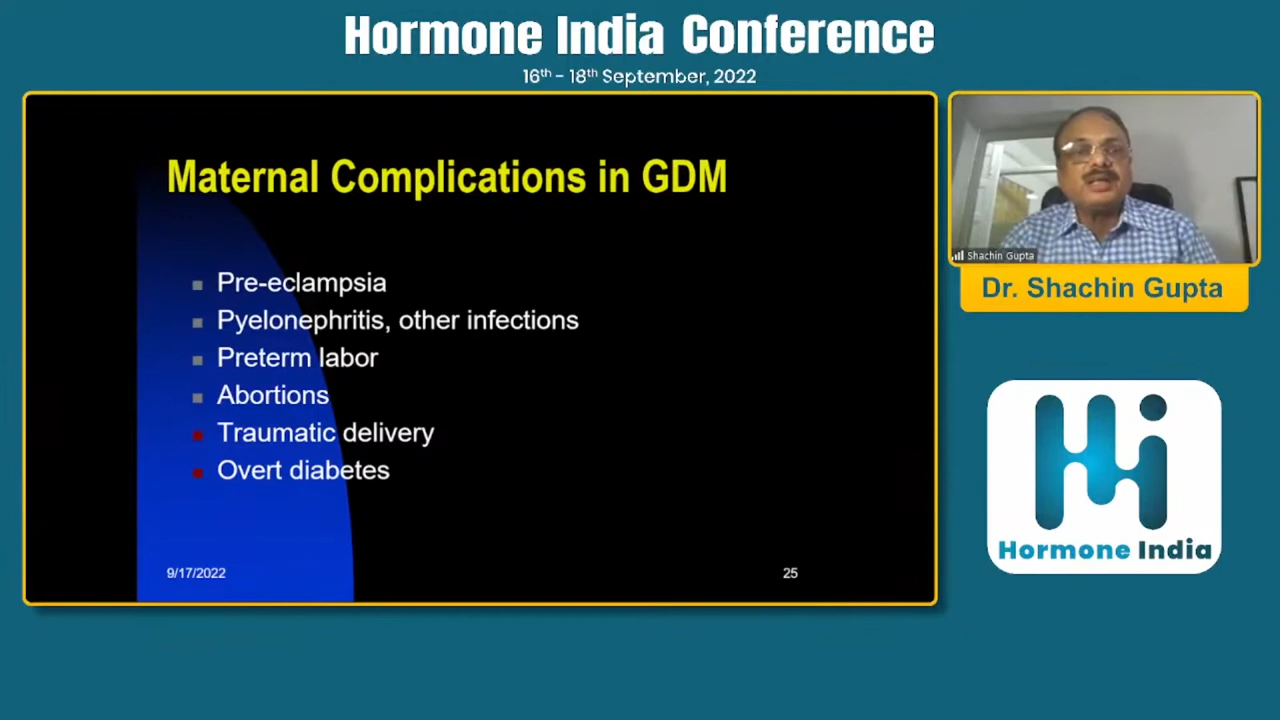 Hormone India Conference
16th - 18th September, 2022
Maternal Complications in GDM
Pre-eclampsia
Pyelonephritis, other infections
Preterm labor
Abortions
Traumatic delivery
Overt diabetes
9/17/2022
25
Shachin Gupta
Dr. Shachin Gupta
Hormone India